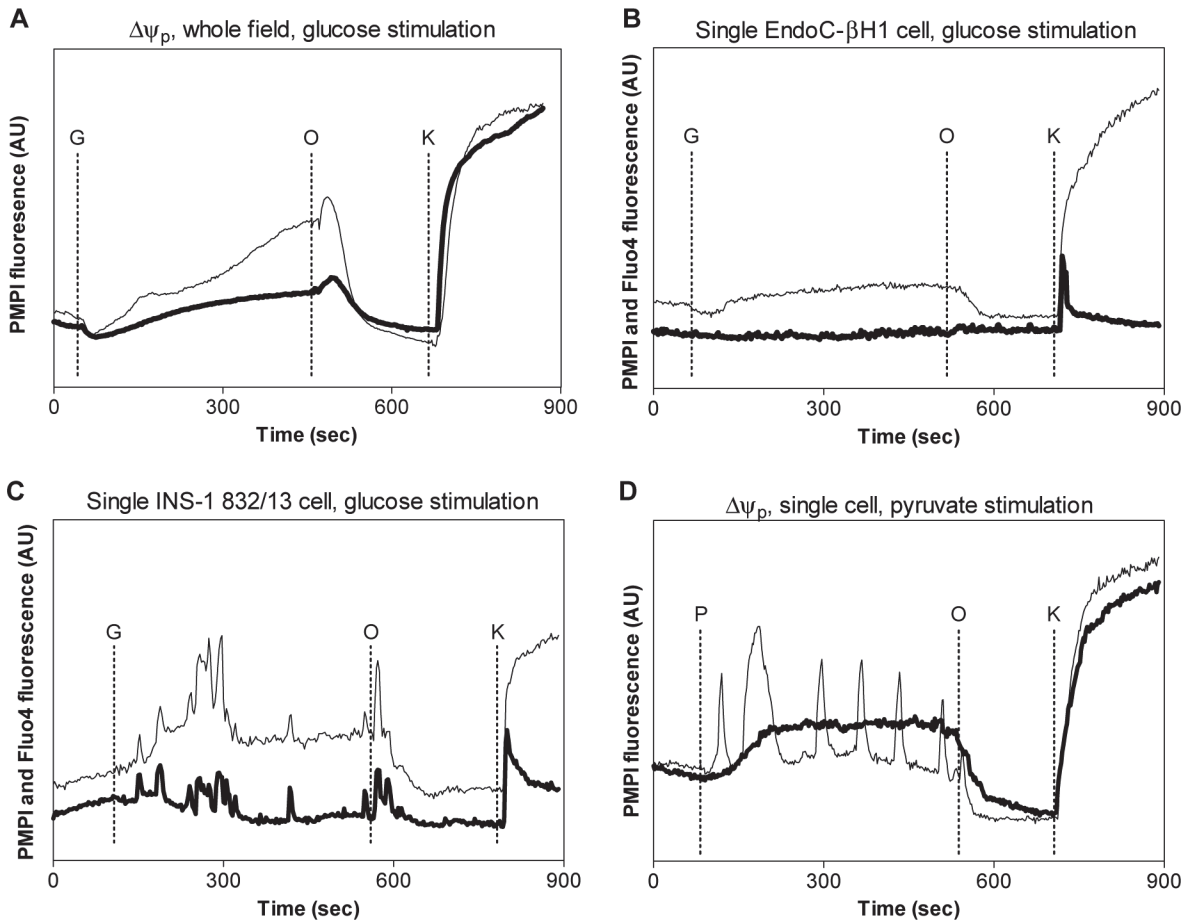 A
Δψp, whole field, glucose stimulation
PMPI fluoresence (AU)
G
O
K
0
300
600
900
Time (sec)
B
Single EndoC-βH1 cell, glucose stimulation
PMPI and Fluo4 fluorescence (AU)
G
O
K
0
300
600
900
Time (sec)
C
Single INS-1 832/13 cell, glucose stimulation
PMPI and Fluo4 fluorescence (AU)
G
O
K
0
300
600
900
Time (sec)
D
Δψp, single cell, pyruvate stimulation
PMPI fluorescence (AU)
P
O
K
0
300
600
900
Time (sec)